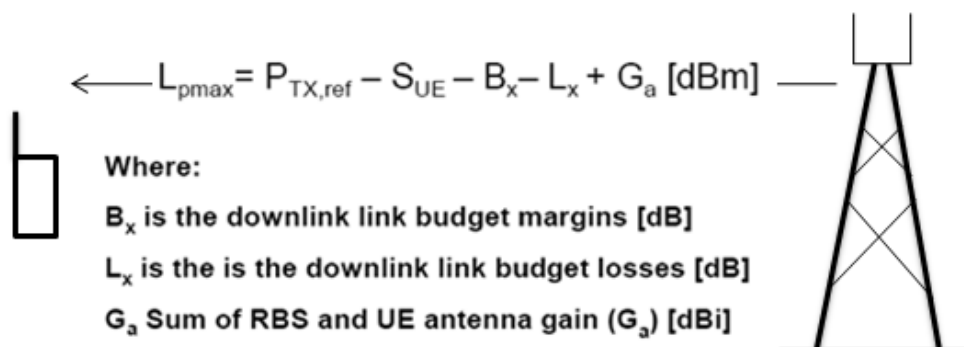 Lpmax= PTX,ref – SUE – Bx– Lx + Ga [dBm]
Where:
Bx is the downlink link budget margins [dB]
Lx is the is the downlink link budget losses [dB]
Ga Sum of RBS and UE antenna gain (Ga) [dBi]